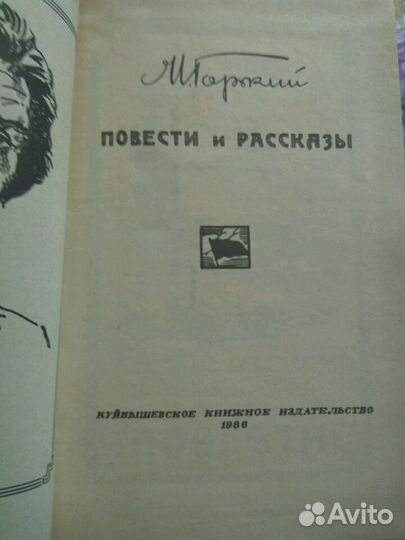 М. Горький
ПОВЕСТИ и РАССКАЗЫ
КУЙБЫШЕВСКОЕ КНИЖНОЕ ИЗДАТЕЛЬСТВО
1986
Avito